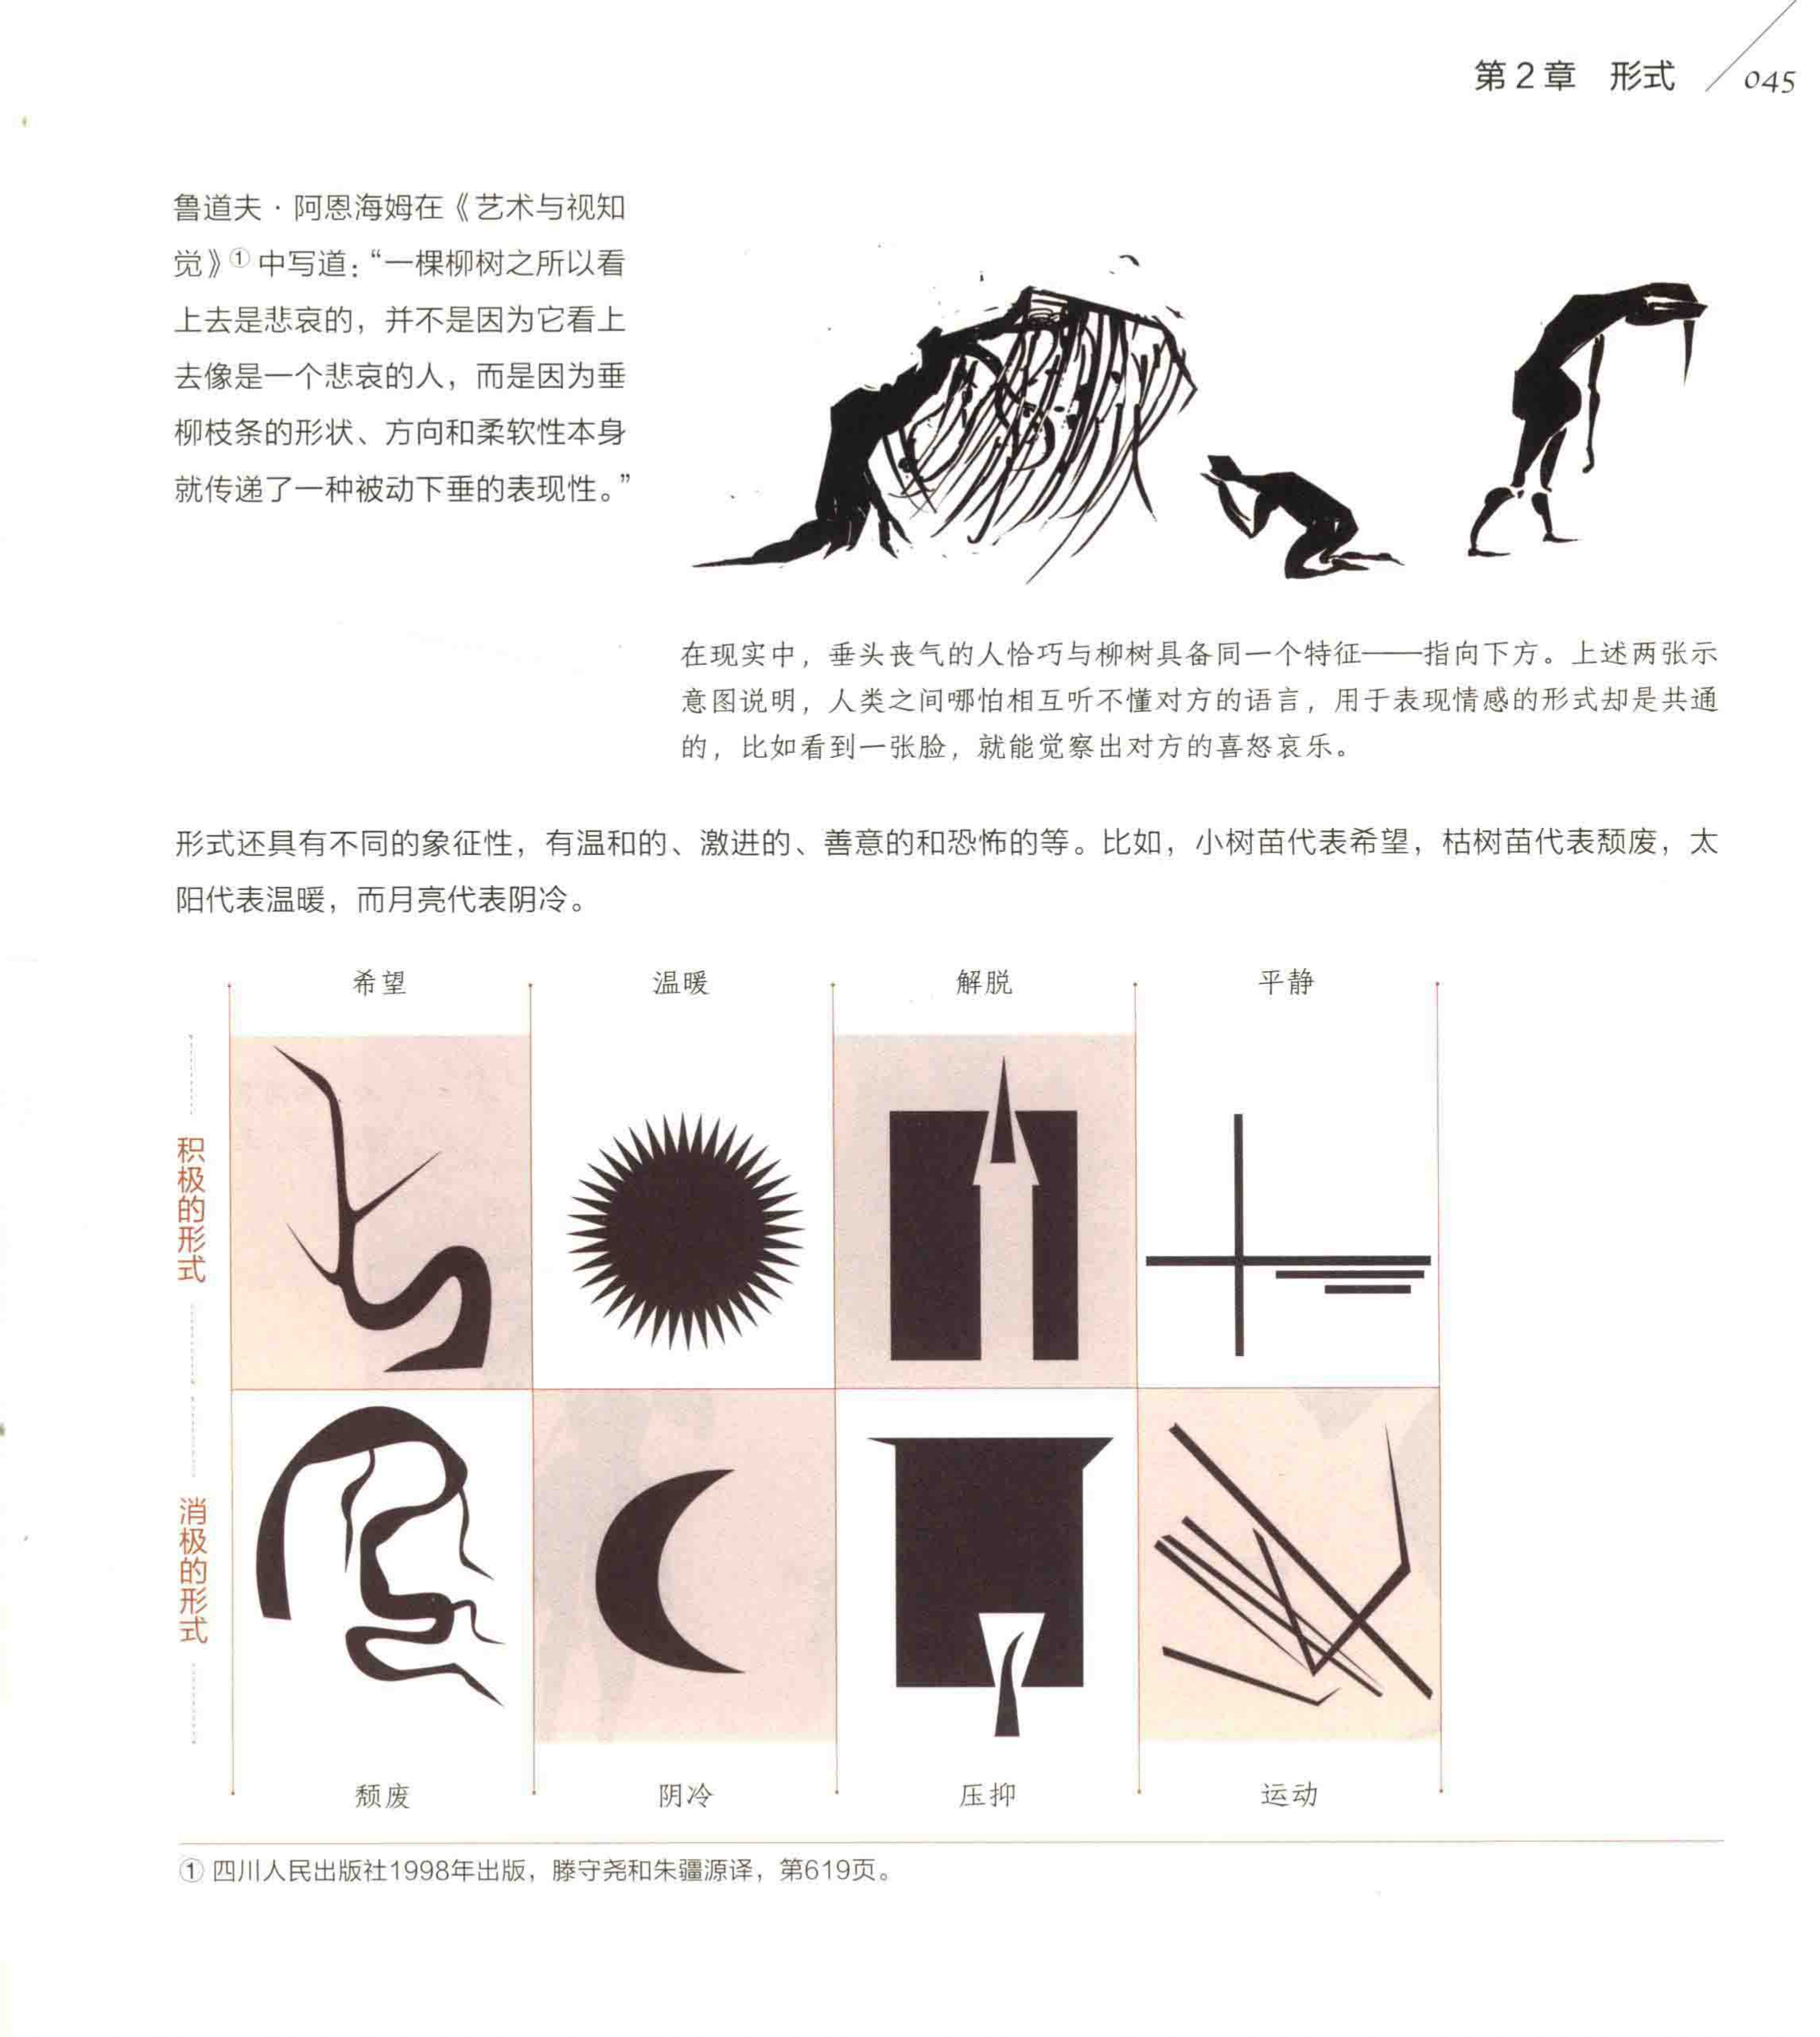 第2章 形式 045
鲁道夫·阿恩海姆在《艺术与视知
觉》①中写道:“一棵柳树之所以看
上去是悲哀的，并不是因为它看上
去像是一个悲哀的人，而是因为垂
柳枝条的形状、方向和柔软性本身
就传递了一种被动下垂的表现性。”
在现实中，垂头丧气的人恰巧与柳树具备同一个特征——指向下方。上述两张示
意图说明，人类之间哪怕相互听不懂对方的语言，用于表现情感的形式却是共通
的，比如看到一张脸，就能觉察出对方的喜怒哀乐。
形式还具有不同的象征性，有温和的、激进的、善意的和恐怖的等。比如，小树苗代表希望，枯树苗代表颓废，太
阳代表温暖，而月亮代表阴冷。
希望 温暖 解脱 平静
积极的形式
消极的形式
颓废 阴冷 压抑 运动
①四川人民出版社1998年出版，滕守尧和朱疆源译，第619页。